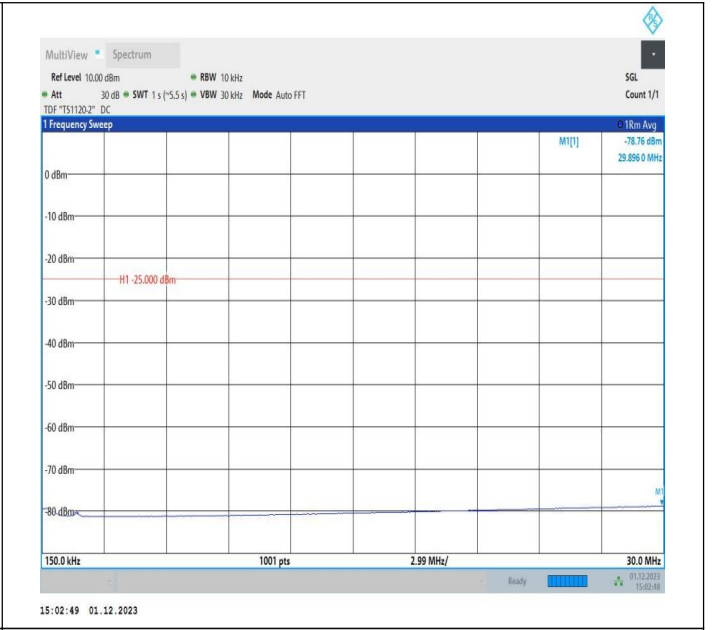 R&S
MultiView Spectrum
Ref Level 10.00 dBm RBW 10 kHz SGL
Att 30 dB SWT 1 s (~5.5 s) VBW 30 kHz Mode Auto FFT Count 1/1
TDF "TS1120-2" DC
1 Frequency Sweep 1Rm Avg
M1[1] -78.76 dBm
29.896 0 MHz
0 dBm
-10 dBm
-20 dBm
H1 -25.000 dBm
-30 dBm
-40 dBm
-50 dBm
-60 dBm
-70 dBm
M1
-80 dBm
150.0 kHz 1001 pts 2.99 MHz/ 30.0 MHz
Ready 01.12.2023
15:02:48
15:02:49 01.12.2023